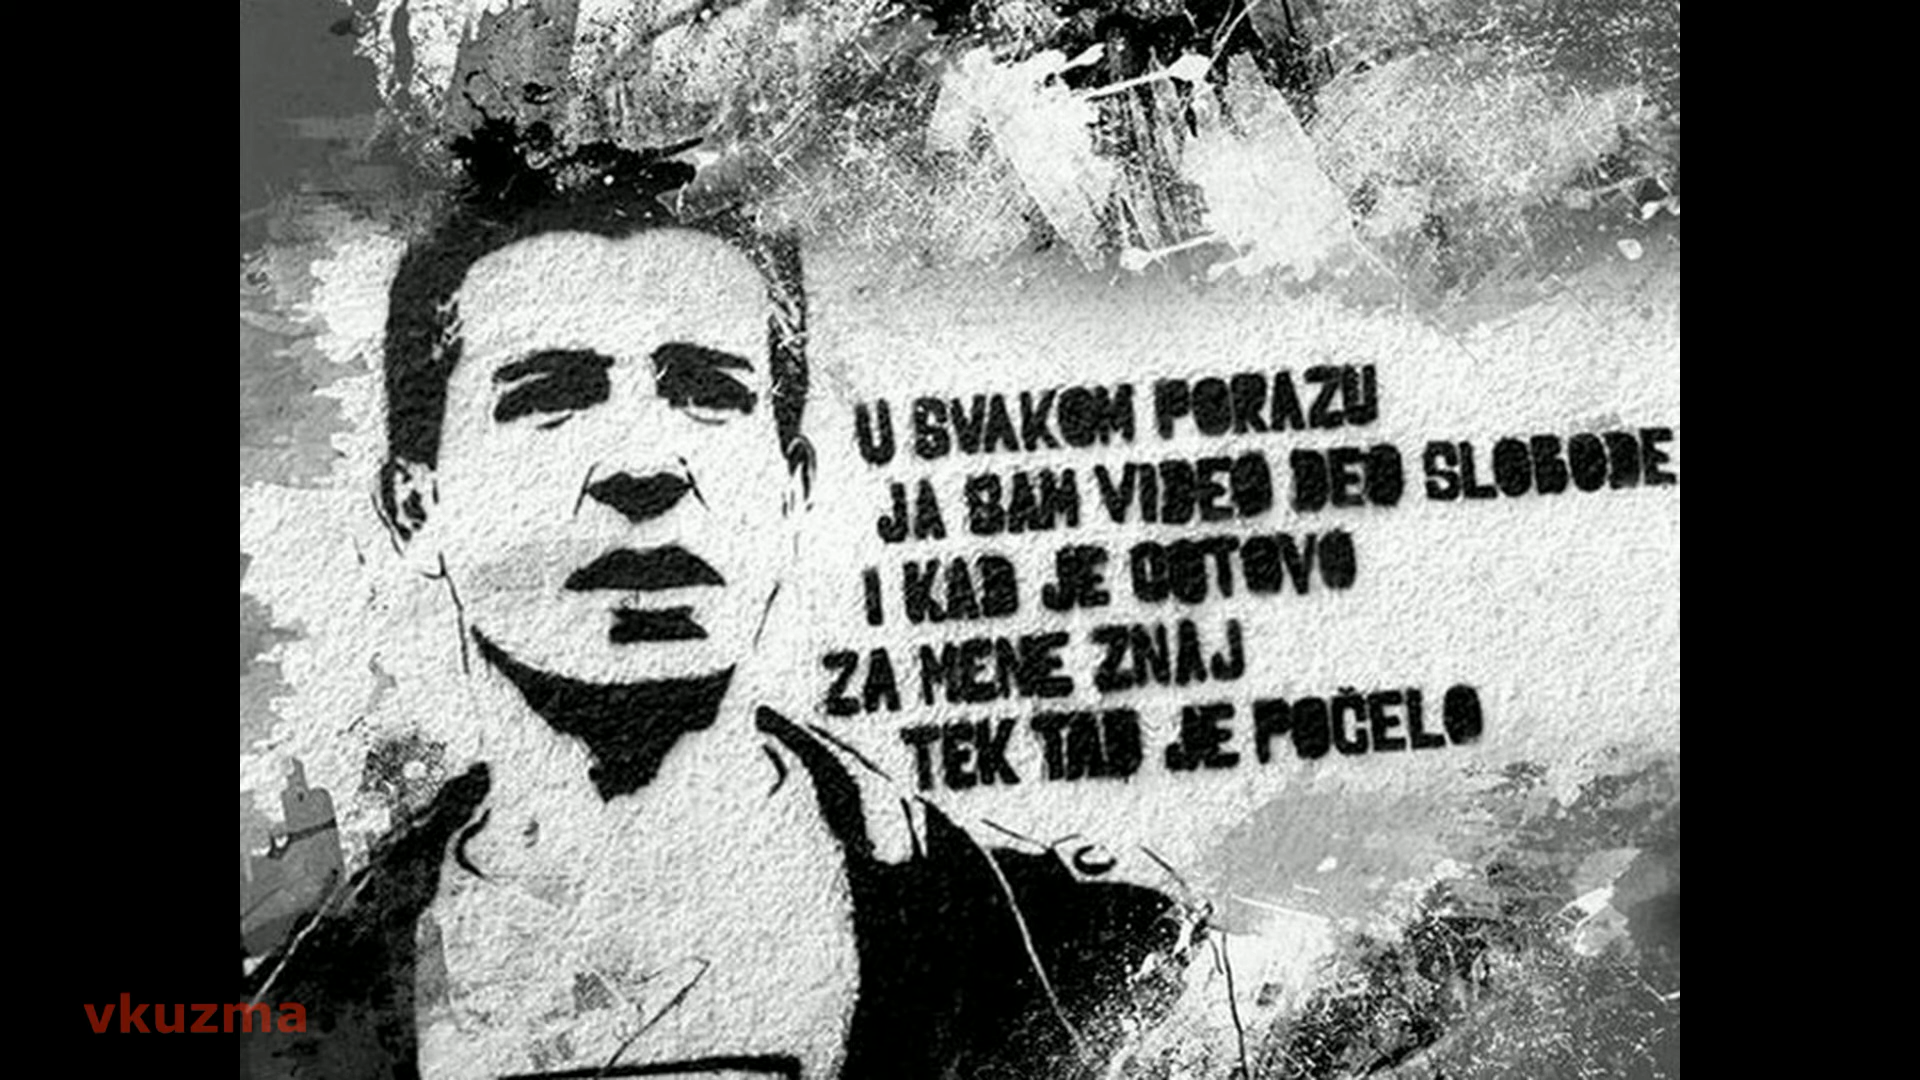 U SVAKOM PORAZU
JA SAM VIDEO DEO SLOBODE
I KAD JE GOTOVO
ZA MENE ZNAJ
TEK TAD JE POČELO
vkuzma